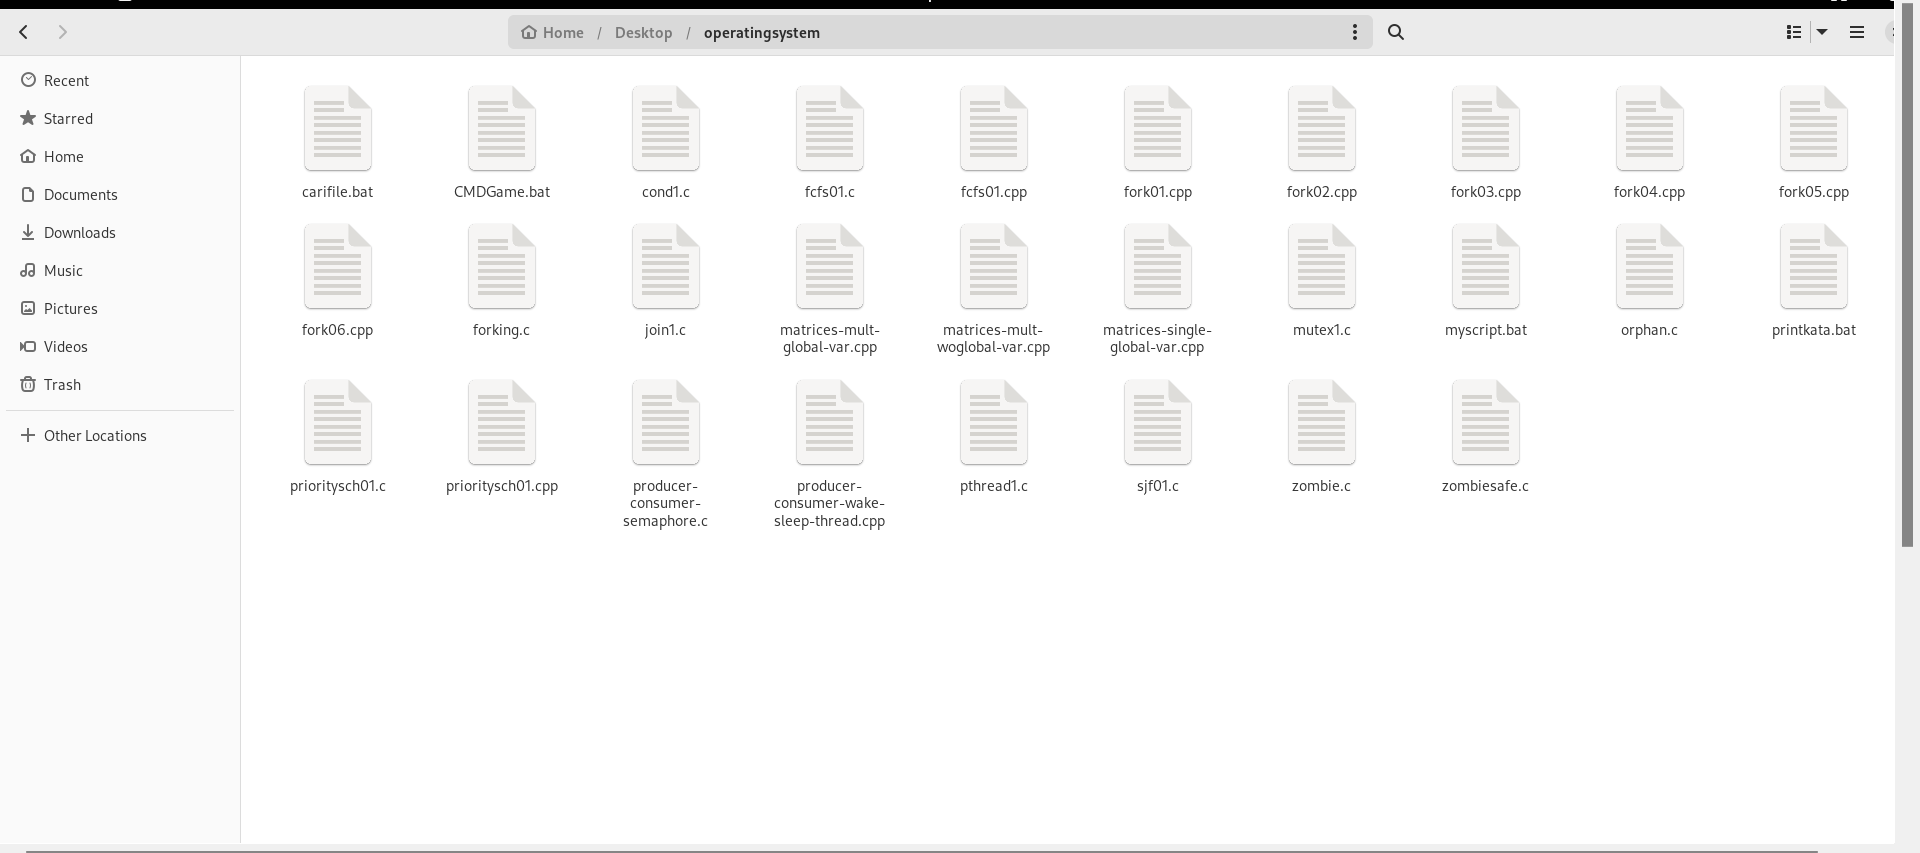 Home / Desktop / operatingsystem
Recent
Starred
Home
Documents
Downloads
Music
Pictures
Videos
Trash
Other Locations
carifile.bat CMDGame.bat cond1.c fcfs01.c fcfs01.cpp fork01.cpp fork02.cpp fork03.cpp fork04.cpp fork05.cpp
fork06.cpp forking.c join1.c matrices-mult- matrices-mult- matrices-single- mutex1.c myscript.bat orphan.c printkata.bat
global-var.cpp woglobal-var.cpp global-var.cpp
prioritysch01.c prioritysch01.cpp producer- producer- pthread1.c sjf01.c zombie.c zombiesafe.c
consumer- consumer-wake-
semaphore.c sleep-thread.cpp